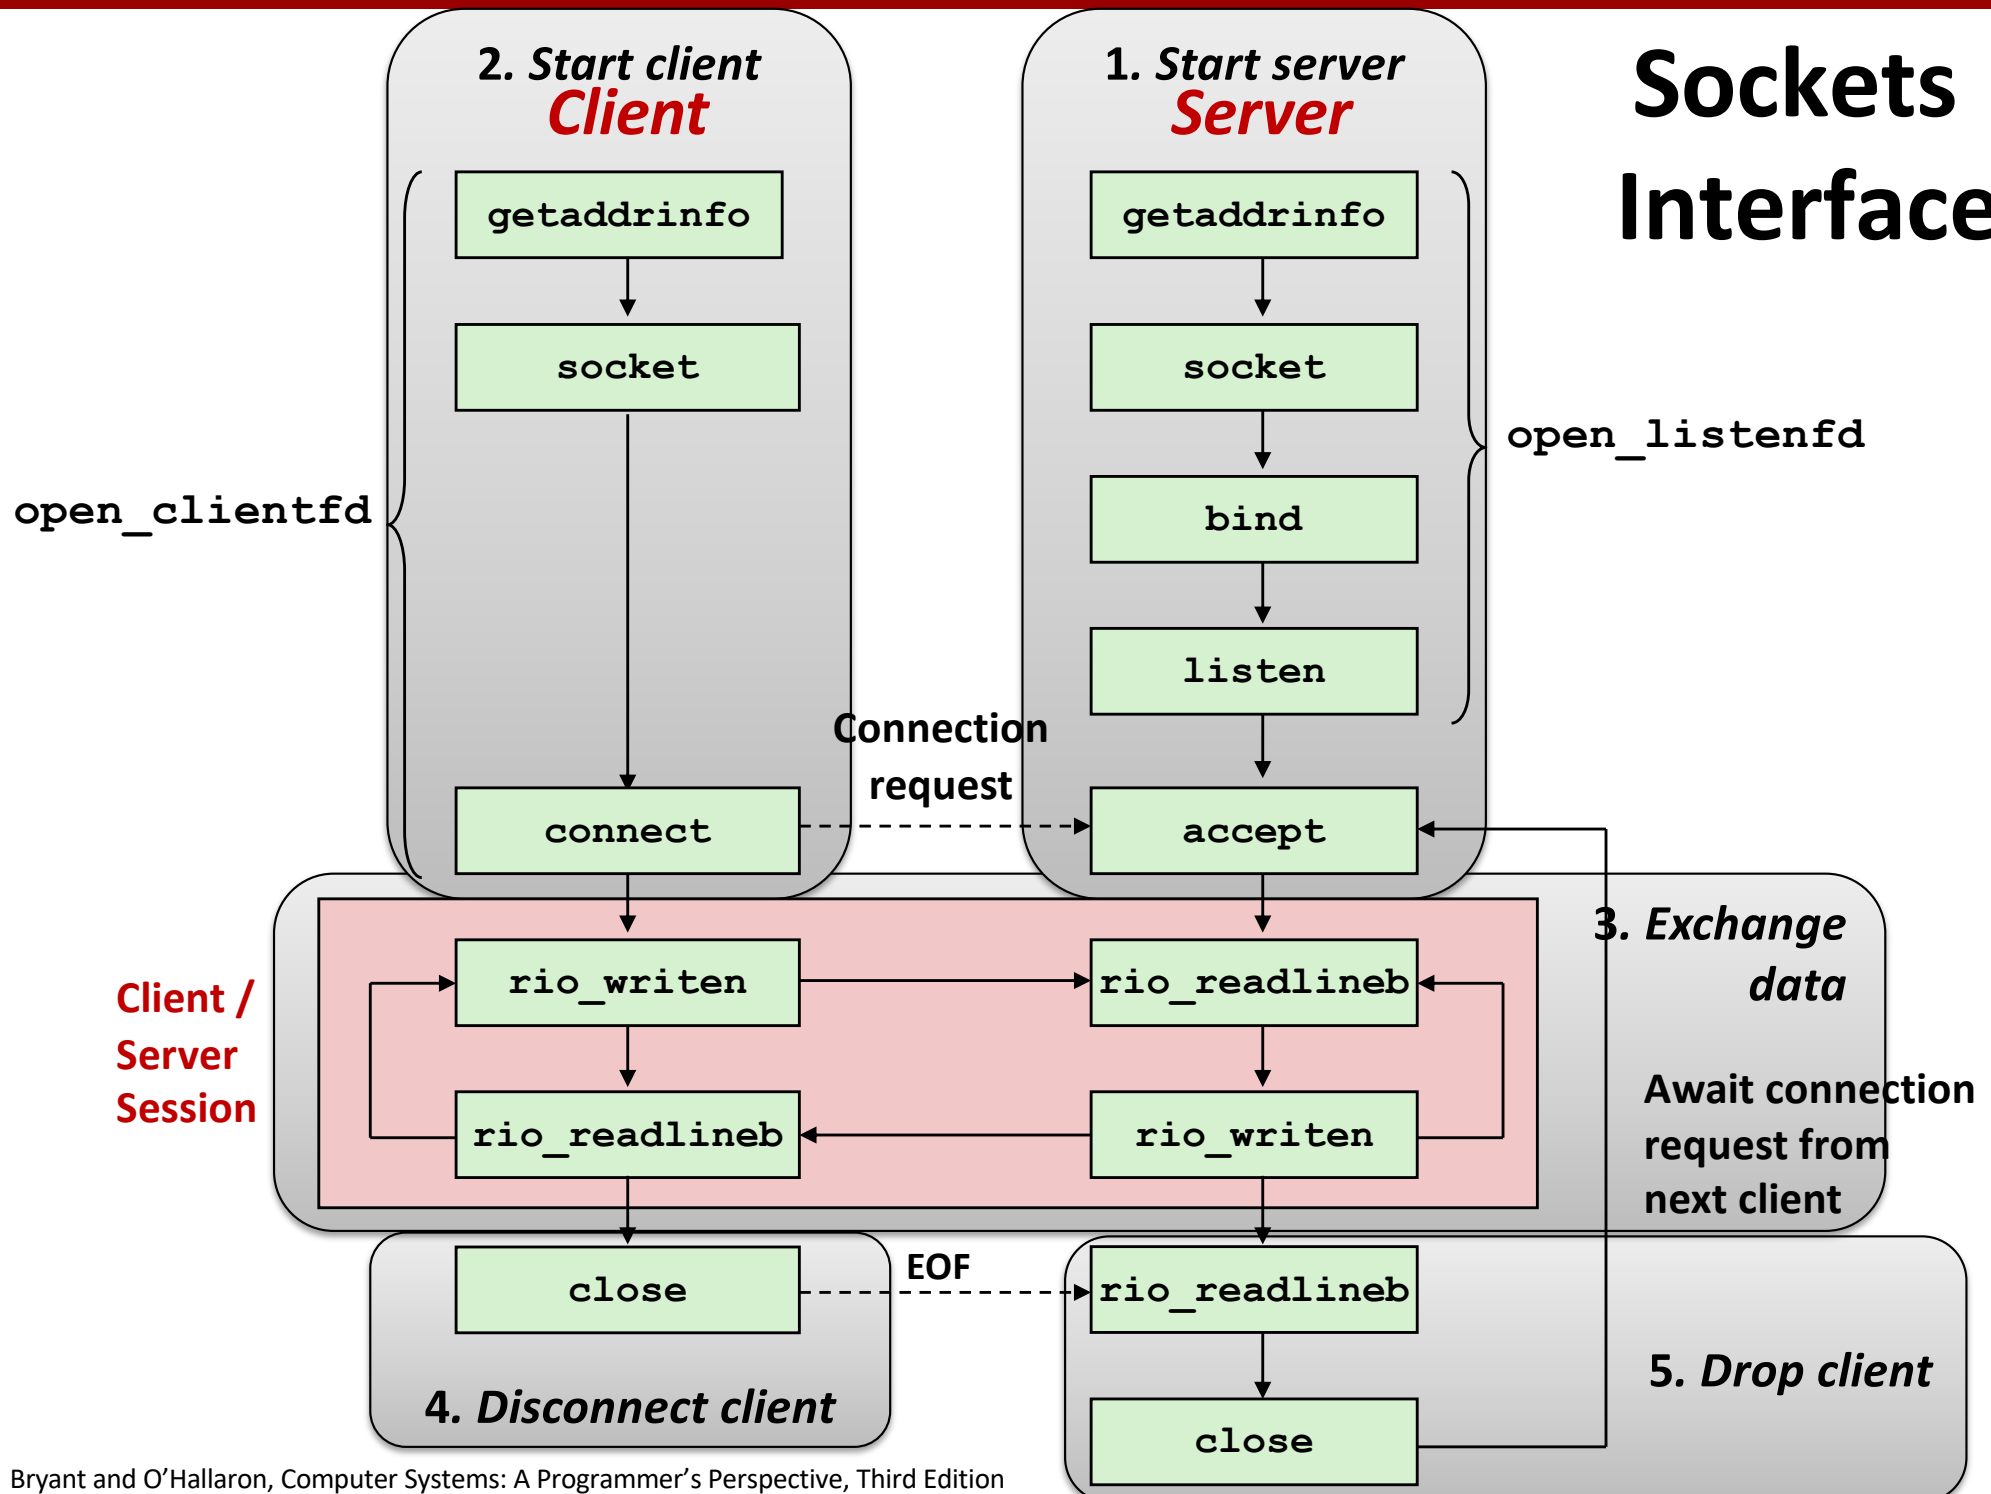 Sockets
Interface
2. Start client
Client
1. Start server
Server
getaddrinfo
getaddrinfo
socket
socket
open_listenfd
open_clientfd
bind
listen
Connection
request
connect
accept
3. Exchange
data
rio_writen
rio_readlineb
Client /
Server
Session
Await connection
request from
next client
rio_readlineb
rio_writen
close
EOF
rio_readlineb
4. Disconnect client
5. Drop client
close
Bryant and O’Hallaron, Computer Systems: A Programmer’s Perspective, Third Edition